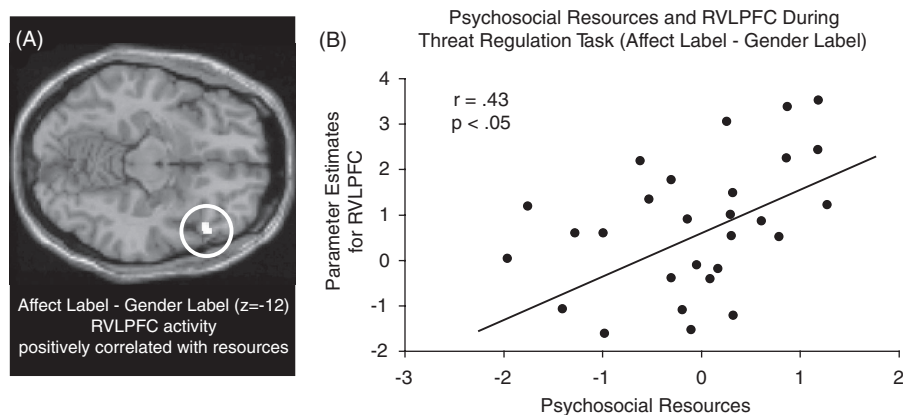 (A)
Affect Label - Gender Label (z=-12)
RVLPFC activity
positively correlated with resources
(B)
Psychosocial Resources and RVLPFC During
Threat Regulation Task (Affect Label - Gender Label)
r = .43
p < .05
Parameter Estimates
for RVLPFC
4
3
2
1
0
-1
-2
-3 -2 -1 0 1 2
Psychosocial Resources